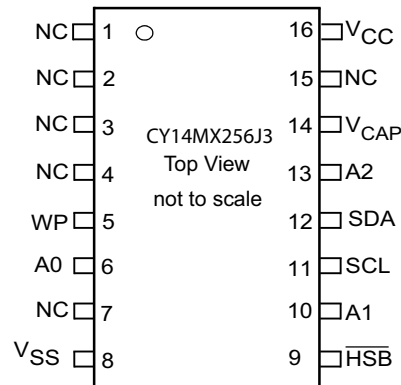 NC 1 16 VCC
NC 2 15 NC
NC 3 14 VCAP
CY14MX256J3
Top View
not to scale
NC 4 13 A2
WP 5 12 SDA
A0 6 11 SCL
NC 7 10 A1
VSS 8 9 HSB